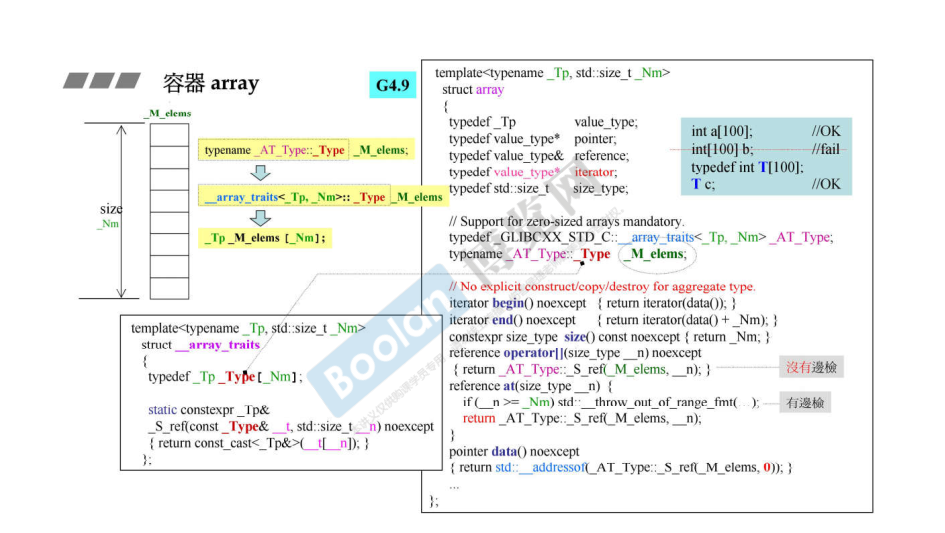 容器 array
G4.9
_M_elems
size
_Nm
typename _AT_Type::_Type _M_elems;
__array_traits<_Tp, _Nm>:: _Type _M_elems
_Tp _M_elems [_Nm];
template<typename _Tp, std::size_t _Nm>
struct __array_traits
{
typedef _Tp _Type[_Nm];
static constexpr _Tp&
_S_ref(const _Type& __t, std::size_t __n) noexcept
{ return const_cast<_Tp&>(__t[__n]); }
};
template<typename _Tp, std::size_t _Nm>
struct array
{
typedef _Tp value_type;
typedef value_type* pointer;
typedef value_type& reference;
typedef value_type* iterator;
typedef std::size_t size_type;
// Support for zero-sized arrays mandatory.
typedef _GLIBCXX_STD_C::__array_traits<_Tp, _Nm> _AT_Type;
typename _AT_Type::_Type _M_elems;
// No explicit construct/copy/destroy for aggregate type.
iterator begin() noexcept { return iterator(data()); }
iterator end() noexcept { return iterator(data() + _Nm); }
constexpr size_type size() const noexcept { return _Nm; }
reference operator[](size_type __n) noexcept
{ return _AT_Type::_S_ref(_M_elems, __n); }
reference at(size_type __n) {
if (__n >= _Nm) std::__throw_out_of_range_fmt(...);
return _AT_Type::_S_ref(_M_elems, __n);
}
pointer data() noexcept
{ return std::__addressof(_AT_Type::_S_ref(_M_elems, 0)); }
...
};
int a[100]; //OK
int[100] b; //fail
typedef int T[100];
T c; //OK
沒有邊檢
有邊檢
Boolan
博览网